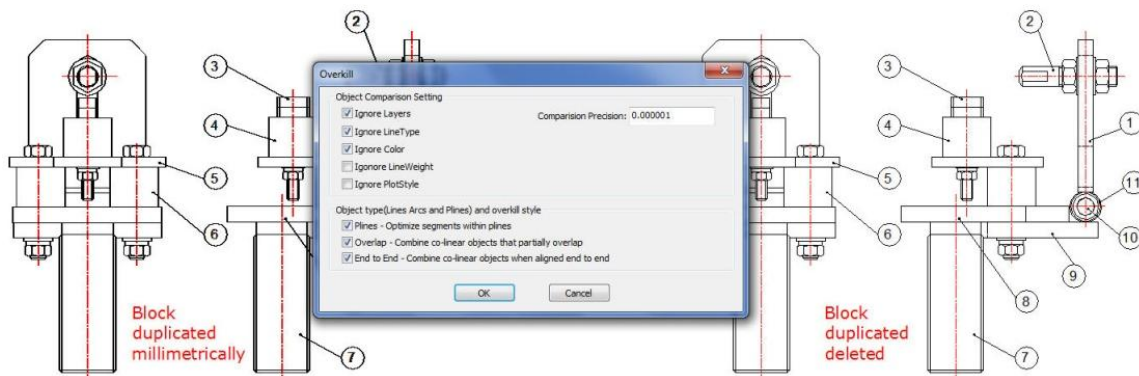 2
3
4
5
6
7
Block
duplicated
millimetrically
Overkill
Object Comparison Setting
Ignore Layers
Comparision Precision: 0.000001
Ignore LineType
Ignore Color
Igonore LineWeight
Ignore PlotStyle
Object type(Lines Arcs and Plines) and overkill style
Plines - Optimize segments within plines
Overlap - Combine co-linear objects that partially overlap
End to End - Combine co-linear objects when aligned end to end
OK
Cancel
5
6
Block
duplicated
deleted
2
3
4
1
11
10
9
8
7